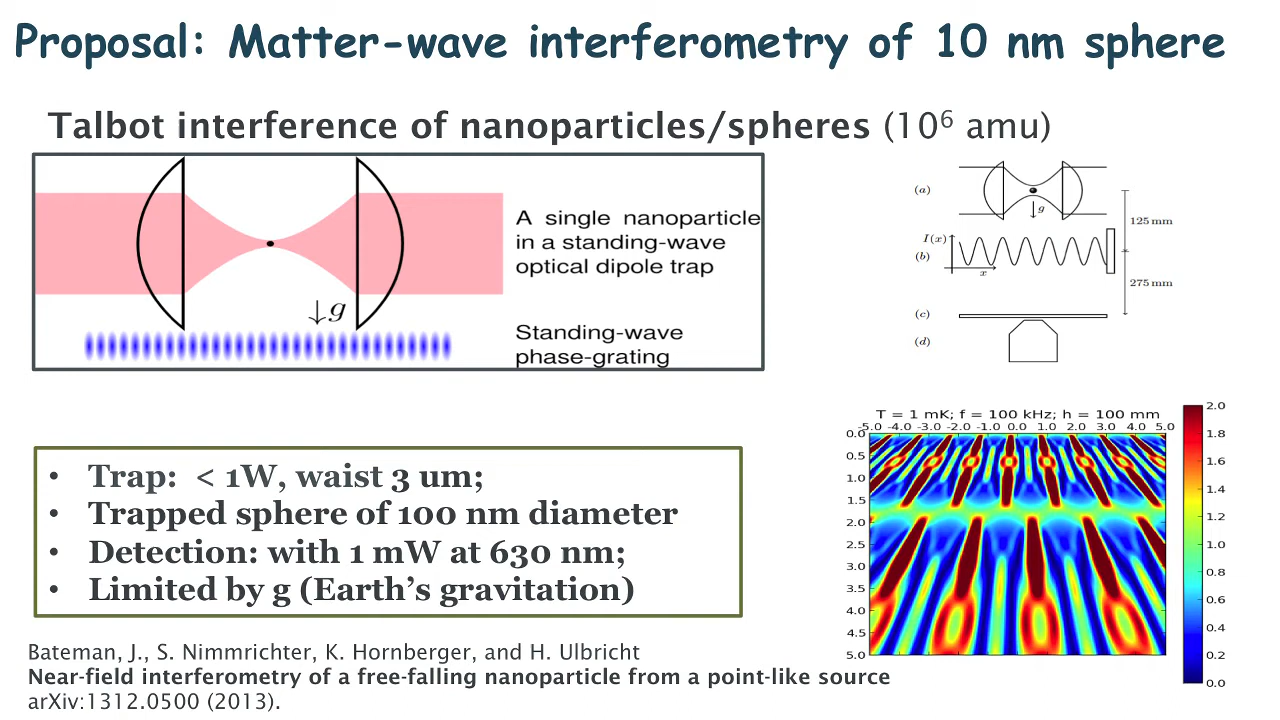 Proposal: Matter-wave interferometry of 10 nm sphere
Talbot interference of nanoparticles/spheres (10⁶ amu)
A single nanoparticle
in a standing-wave
optical dipole trap
↓g
Standing-wave
phase-grating
(a)
g
125 mm
I(x)
(b)
x
275 mm
(c)
(d)
• Trap: < 1W, waist 3 um;
• Trapped sphere of 100 nm diameter
• Detection: with 1 mW at 630 nm;
• Limited by g (Earth's gravitation)
T = 1 mK; f = 100 kHz; h = 100 mm
-5.0 -4.0 -3.0 -2.0 -1.0 0.0 1.0 2.0 3.0 4.0 5.0
0.0
0.5
1.0
1.5
2.0
2.5
3.0
3.5
4.0
4.5
5.0
2.0
1.8
1.6
1.4
1.2
1.0
0.8
0.6
0.4
0.2
0.0
Bateman, J., S. Nimmrichter, K. Hornberger, and H. Ulbricht
Near-field interferometry of a free-falling nanoparticle from a point-like source
arXiv:1312.0500 (2013).